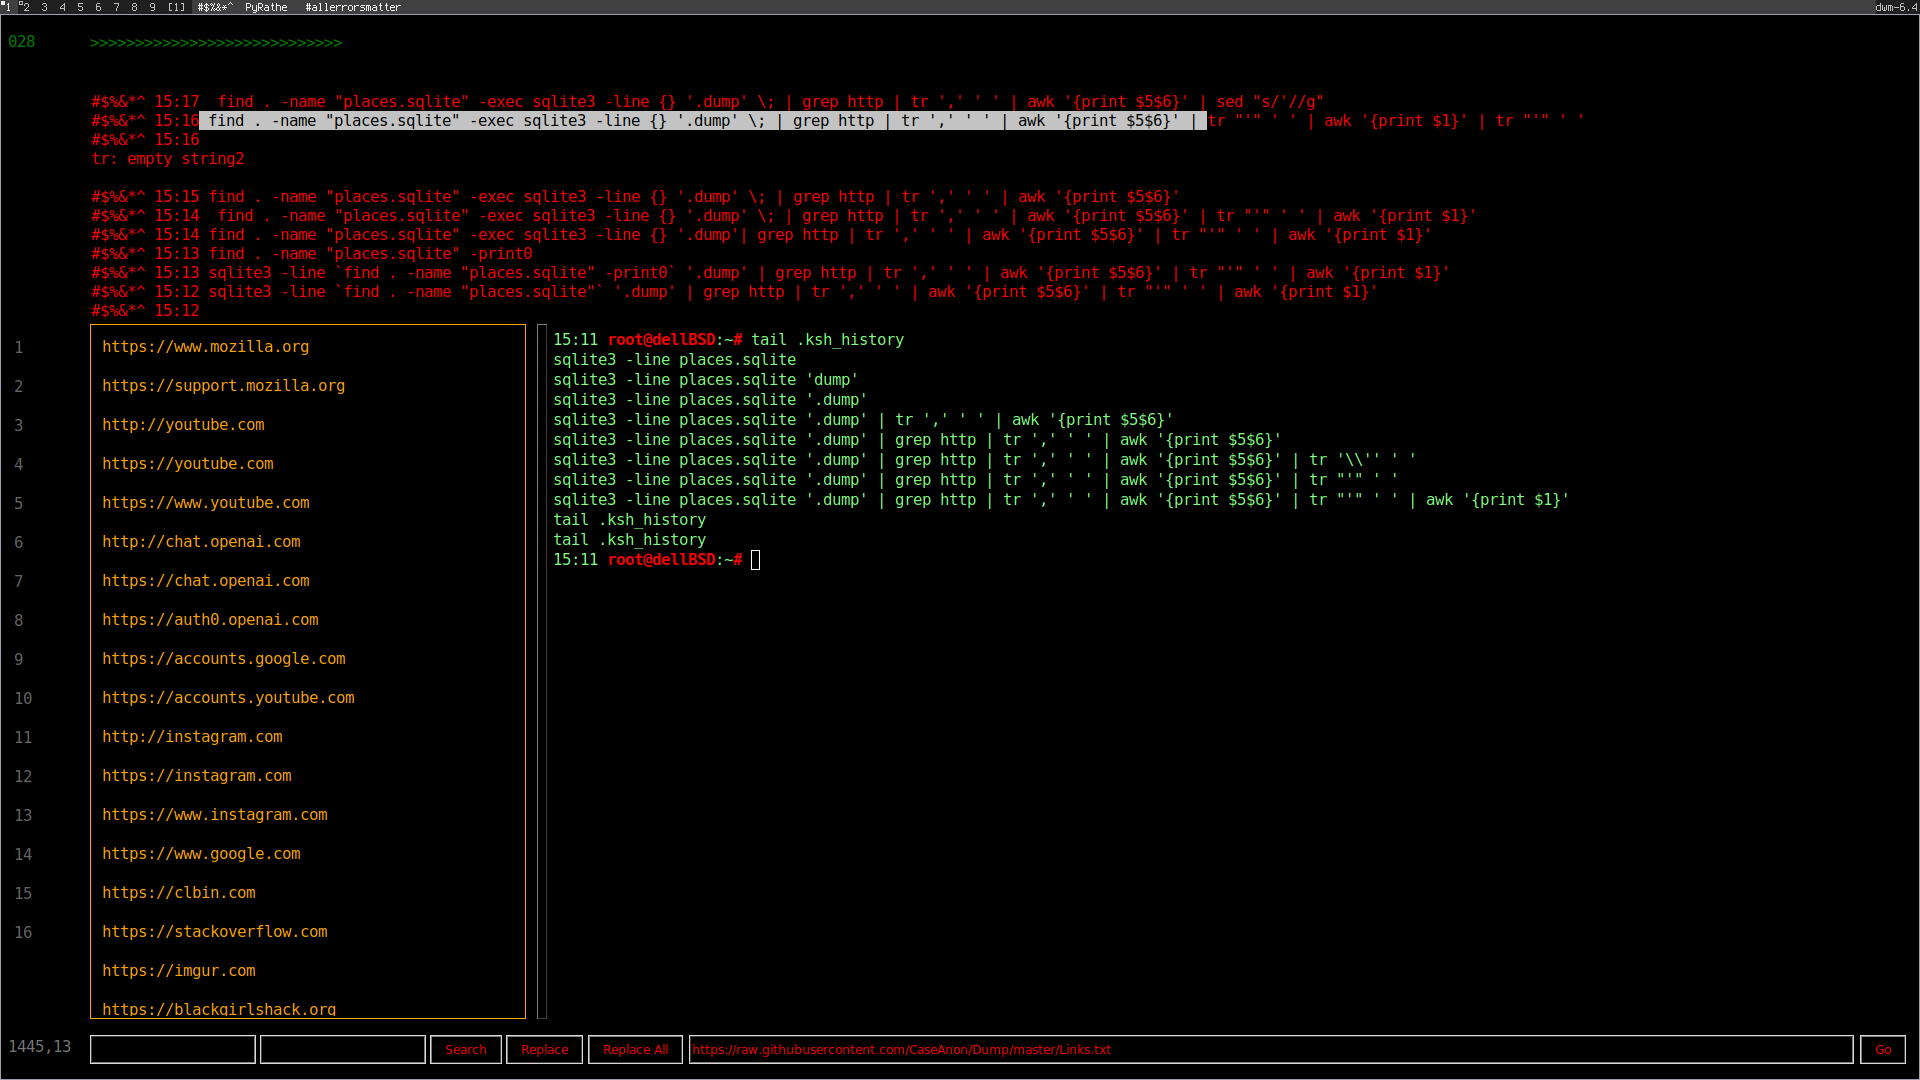 1 2 3 4 5 6 7 8 9 [1] #$%&*^ PyRathe #allerrorsmatter dwm-6.4
028 >>>>>>>>>>>>>>>>>>>>>>>>>>>>
#$%&*^ 15:17  find . -name "places.sqlite" -exec sqlite3 -line {} '.dump' \; | grep http | tr ',' ' ' | awk '{print $5$6}' | sed "s/'//g"
#$%&*^ 15:16 find . -name "places.sqlite" -exec sqlite3 -line {} '.dump' \; | grep http | tr ',' ' ' | awk '{print $5$6}' | tr "'" ' ' | awk '{print $1}' | tr "'" ' '
#$%&*^ 15:16
tr: empty string2
#$%&*^ 15:15 find . -name "places.sqlite" -exec sqlite3 -line {} '.dump' \; | grep http | tr ',' ' ' | awk '{print $5$6}'
#$%&*^ 15:14  find . -name "places.sqlite" -exec sqlite3 -line {} '.dump' \; | grep http | tr ',' ' ' | awk '{print $5$6}' | tr "'" ' ' | awk '{print $1}'
#$%&*^ 15:14 find . -name "places.sqlite" -exec sqlite3 -line {} '.dump'| grep http | tr ',' ' ' | awk '{print $5$6}' | tr "'" ' ' | awk '{print $1}'
#$%&*^ 15:13 find . -name "places.sqlite" -print0
#$%&*^ 15:13 sqlite3 -line `find . -name "places.sqlite" -print0` '.dump' | grep http | tr ',' ' ' | awk '{print $5$6}' | tr "'" ' ' | awk '{print $1}'
#$%&*^ 15:12 sqlite3 -line `find . -name "places.sqlite"` '.dump' | grep http | tr ',' ' ' | awk '{print $5$6}' | tr "'" ' ' | awk '{print $1}'
#$%&*^ 15:12
1 https://www.mozilla.org
2 https://support.mozilla.org
3 http://youtube.com
4 https://youtube.com
5 https://www.youtube.com
6 http://chat.openai.com
7 https://chat.openai.com
8 https://auth0.openai.com
9 https://accounts.google.com
10 https://accounts.youtube.com
11 http://instagram.com
12 https://instagram.com
13 https://www.instagram.com
14 https://www.google.com
15 https://clbin.com
16 https://stackoverflow.com
https://imgur.com
https://blackgirlshack.org
15:11 root@dellBSD:~# tail .ksh_history
sqlite3 -line places.sqlite
sqlite3 -line places.sqlite 'dump'
sqlite3 -line places.sqlite '.dump'
sqlite3 -line places.sqlite '.dump' | tr ',' ' ' | awk '{print $5$6}'
sqlite3 -line places.sqlite '.dump' | grep http | tr ',' ' ' | awk '{print $5$6}'
sqlite3 -line places.sqlite '.dump' | grep http | tr ',' ' ' | awk '{print $5$6}' | tr '\\'' ' '
sqlite3 -line places.sqlite '.dump' | grep http | tr ',' ' ' | awk '{print $5$6}' | tr "'" ' '
sqlite3 -line places.sqlite '.dump' | grep http | tr ',' ' ' | awk '{print $5$6}' | tr "'" ' ' | awk '{print $1}'
tail .ksh_history
tail .ksh_history
15:11 root@dellBSD:~#
1445,13 Search Replace Replace All https://raw.githubusercontent.com/CaseAnon/Dump/master/Links.txt Go